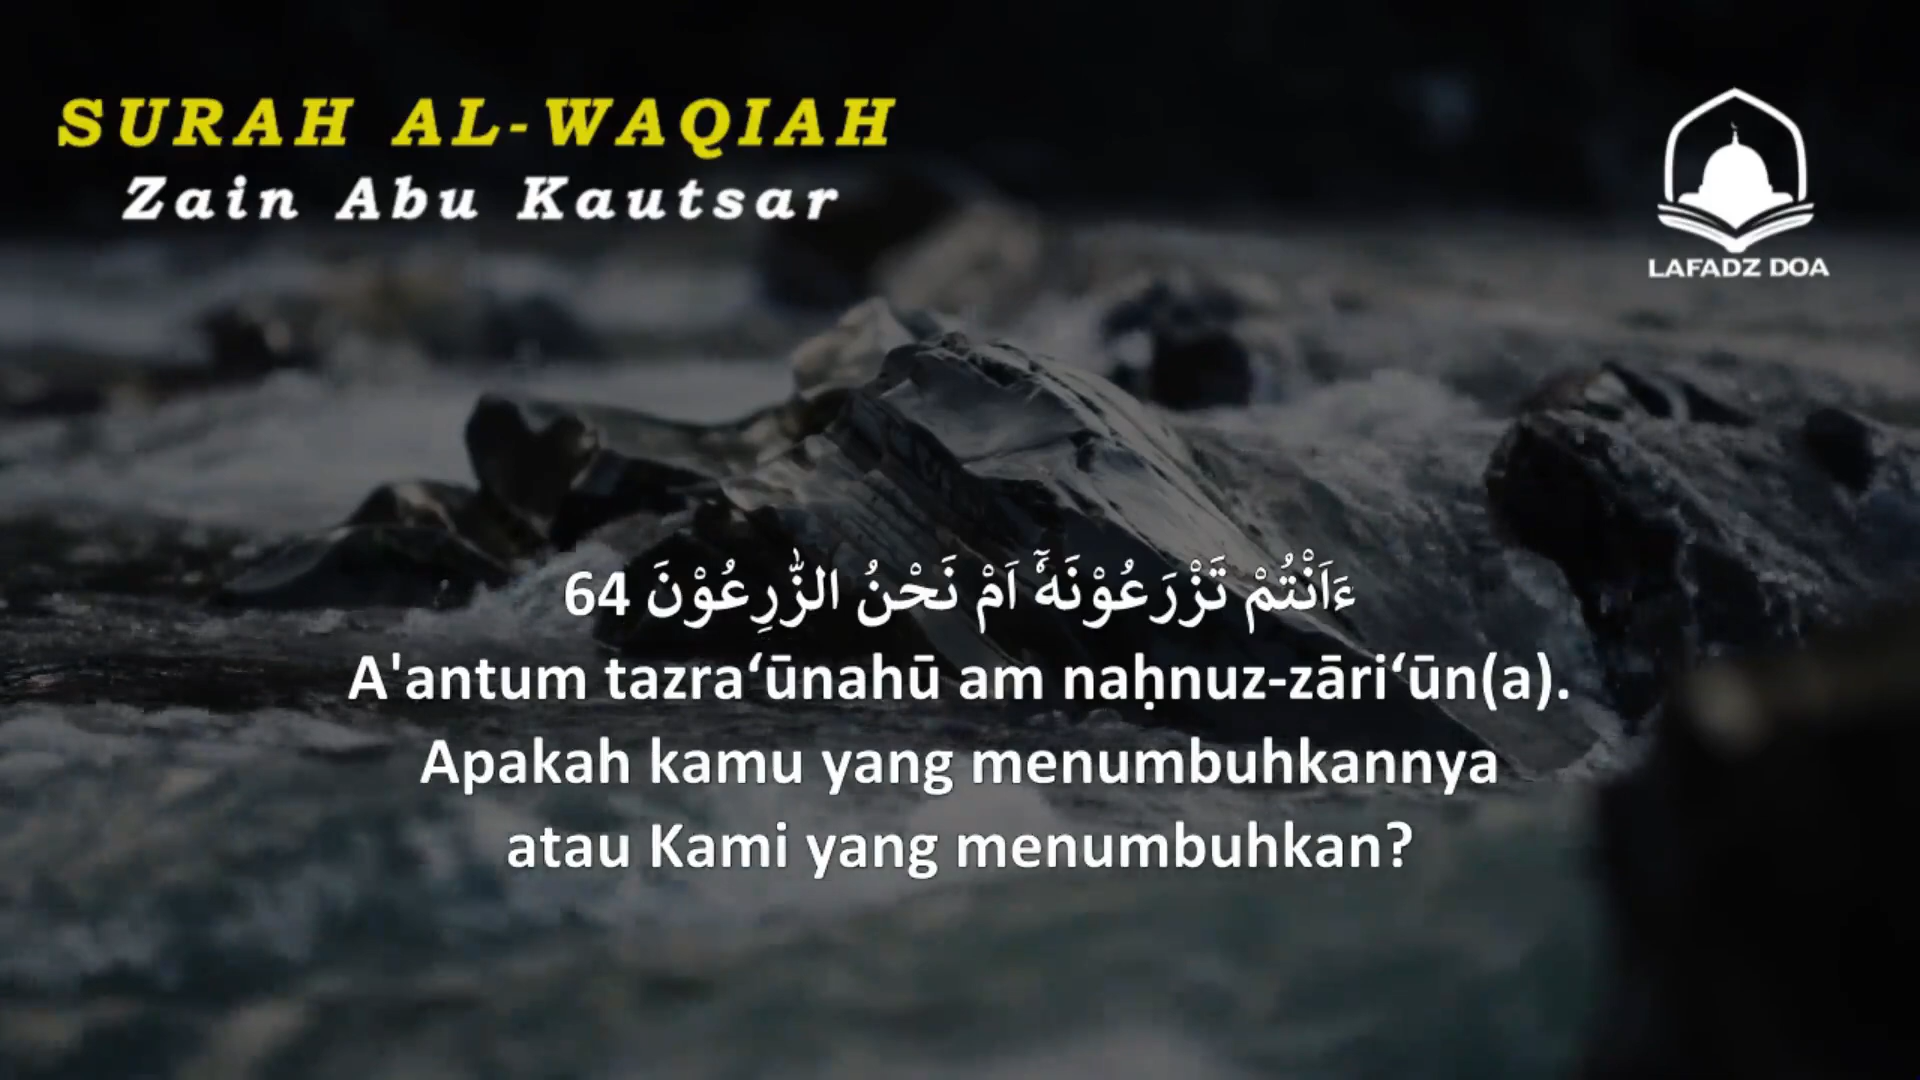 SURAH AL-WAQIAH
Zain Abu Kautsar
LAFADZ DOA
ءَاَنْتُمْ تَزْرَعُوْنَهٗٓ اَمْ نَحْنُ الزّٰرِعُوْنَ 64
A'antum tazra‘ūnahū am naḥnuz-zāri‘ūn(a).
Apakah kamu yang menumbuhkannya
atau Kami yang menumbuhkan?